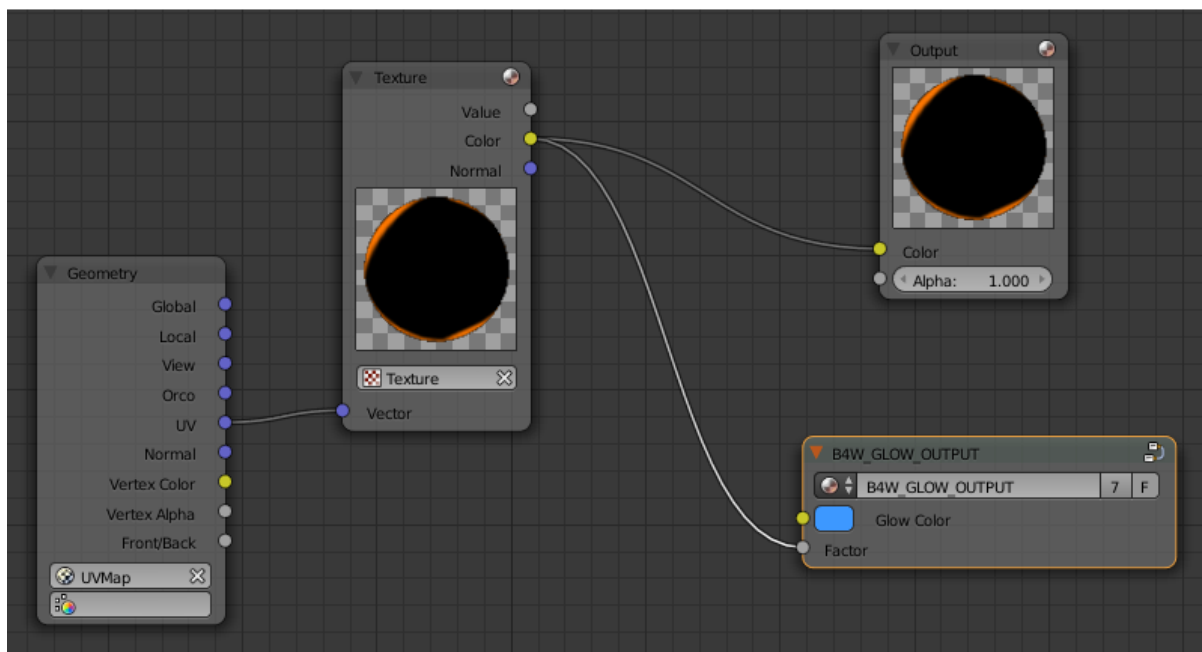 Geometry
Global
Local
View
Orco
UV
Normal
Vertex Color
Vertex Alpha
Front/Back
UVMap
Texture
Value
Color
Normal
Texture
Vector
Output
Color
Alpha: 1.000
B4W_GLOW_OUTPUT
B4W_GLOW_OUTPUT 7 F
Glow Color
Factor